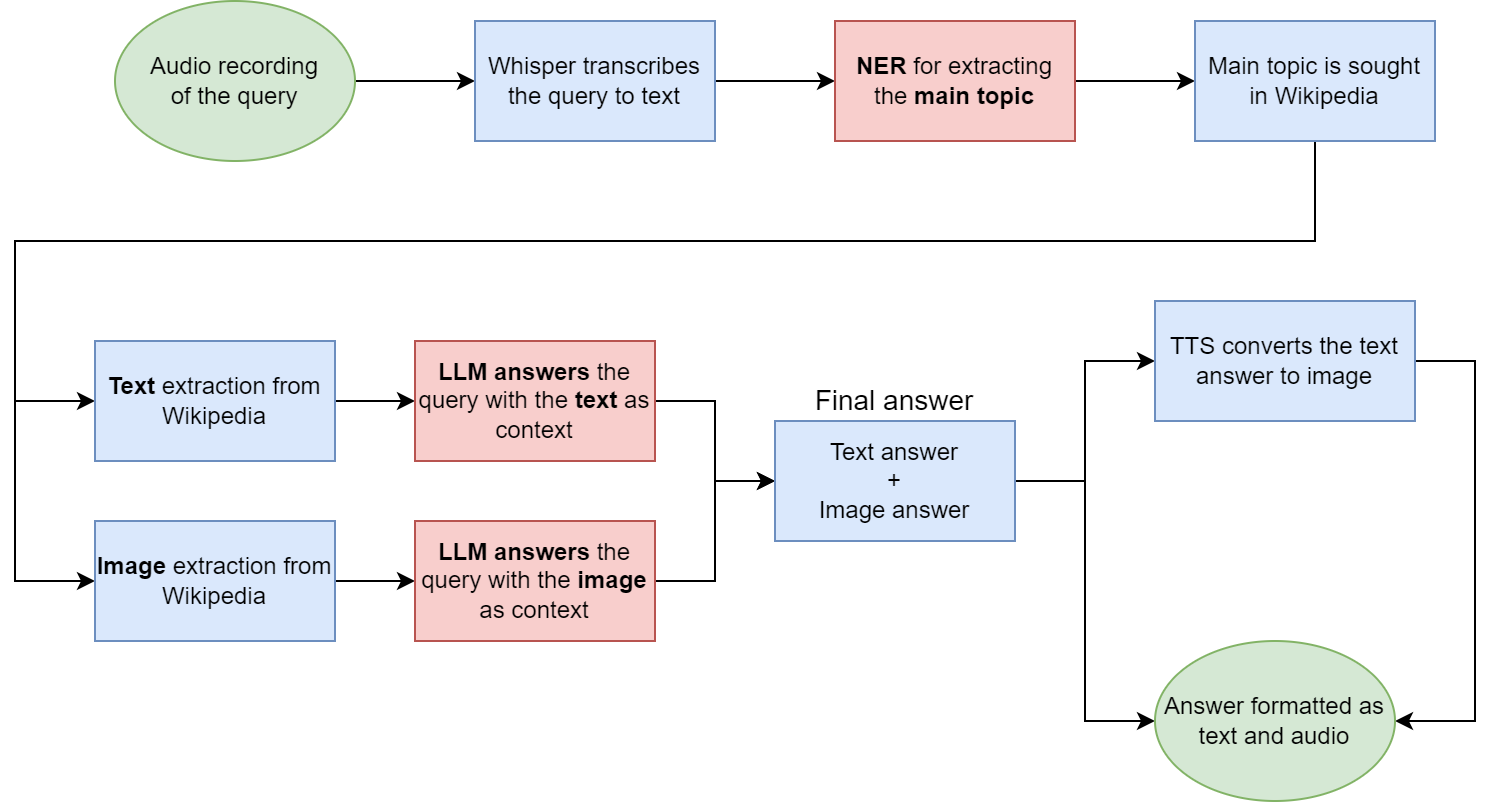 Audio recording
of the query
Whisper transcribes
the query to text
NER for extracting
the main topic
Main topic is sought
in Wikipedia
Text extraction from
Wikipedia
LLM answers the
query with the text as
context
Image extraction from
Wikipedia
LLM answers the
query with the image
as context
Final answer
Text answer
+
Image answer
TTS converts the text
answer to image
Answer formatted as
text and audio